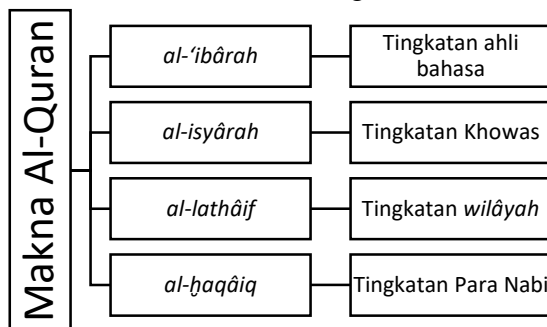 Makna Al-Quran
al-‘ibârah
Tingkatan ahli
bahasa
al-isyârah
Tingkatan Khowas
al-lathâif
Tingkatan wilâyah
al-ḫaqâiq
Tingkatan Para Nabi